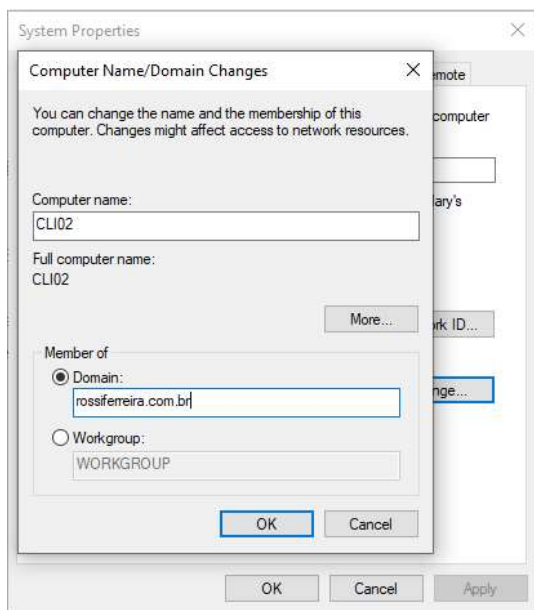 System Properties
Computer Name/Domain Changes
emote
You can change the name and the membership of this
computer. Changes might affect access to network resources.
computer
Computer name:
CLI02
ary's
Full computer name:
CLI02
More...
rk ID...
Member of
Domain:
rossiferreira.com.br
nge...
Workgroup:
WORKGROUP
OK
Cancel
OK
Cancel
Apply